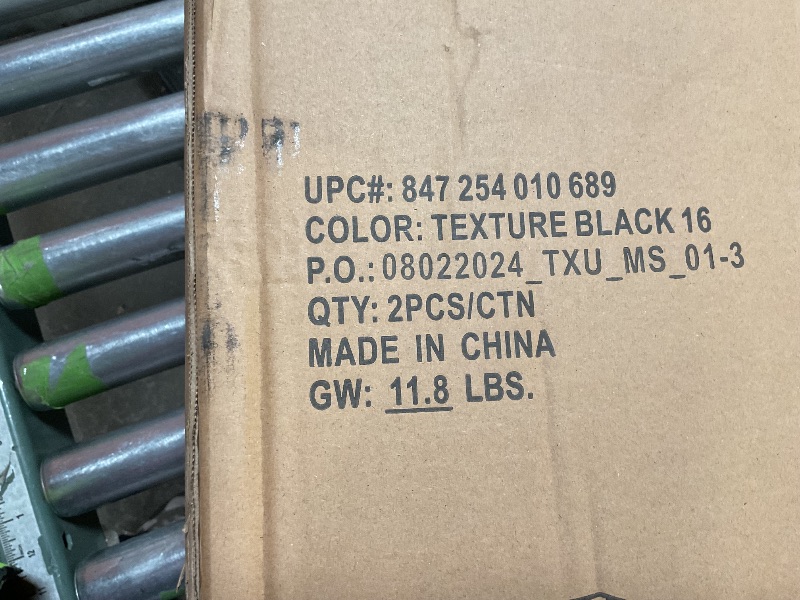 UPC#: 847 254 010 689
COLOR: TEXTURE BLACK 16
P.O.: 08022024_TXU_MS_01-3
QTY: 2PCS/CTN
MADE IN CHINA
GW: 11.8 LBS.